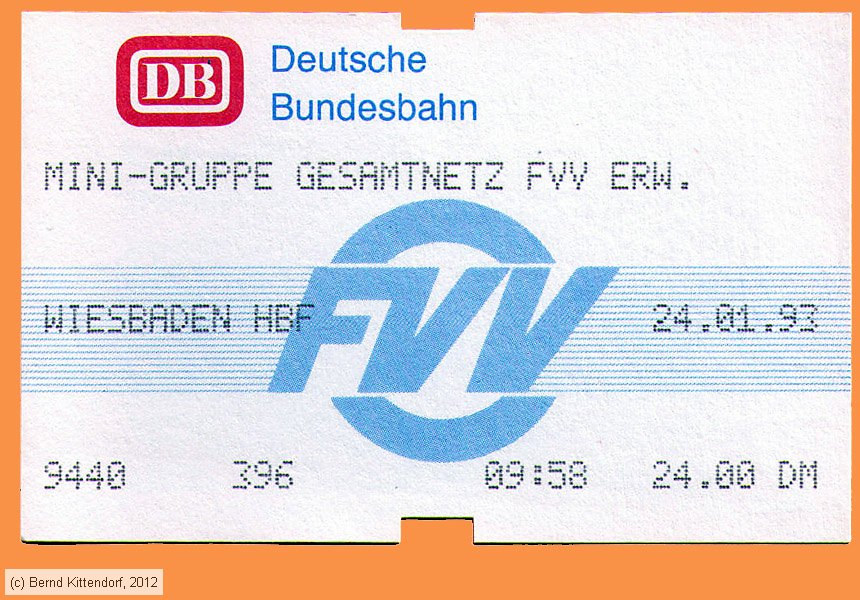 DB
Deutsche
Bundesbahn
MINI-GRUPPE GESAMTNETZ FVV ERW.
FVV
WIESBADEN HBF 24.01.93
9440 396 09:58 24.00 DM
(c) Bernd Kittendorf, 2012